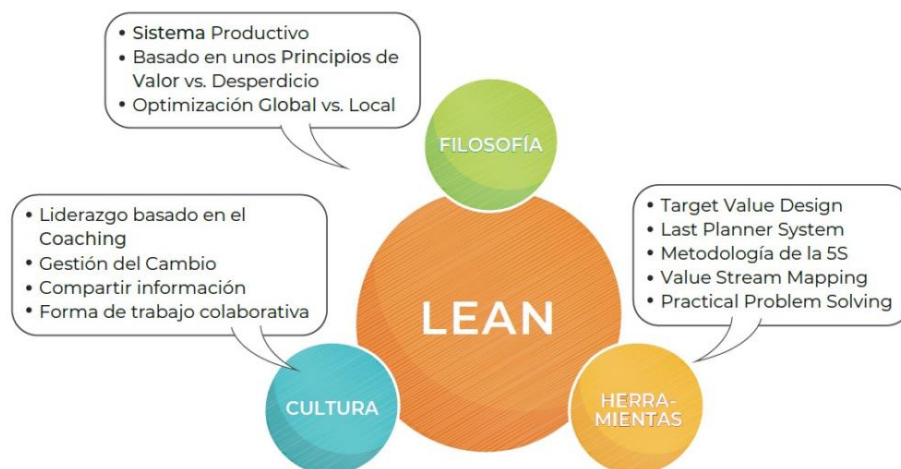 • Sistema Productivo
• Basado en unos Principios de
Valor vs. Desperdicio
• Optimización Global vs. Local
FILOSOFÍA
• Liderazgo basado en el
Coaching
• Gestión del Cambio
• Compartir información
• Forma de trabajo colaborativa
• Target Value Design
• Last Planner System
• Metodología de la 5S
• Value Stream Mapping
• Practical Problem Solving
LEAN
CULTURA
HERRA-
MIENTAS